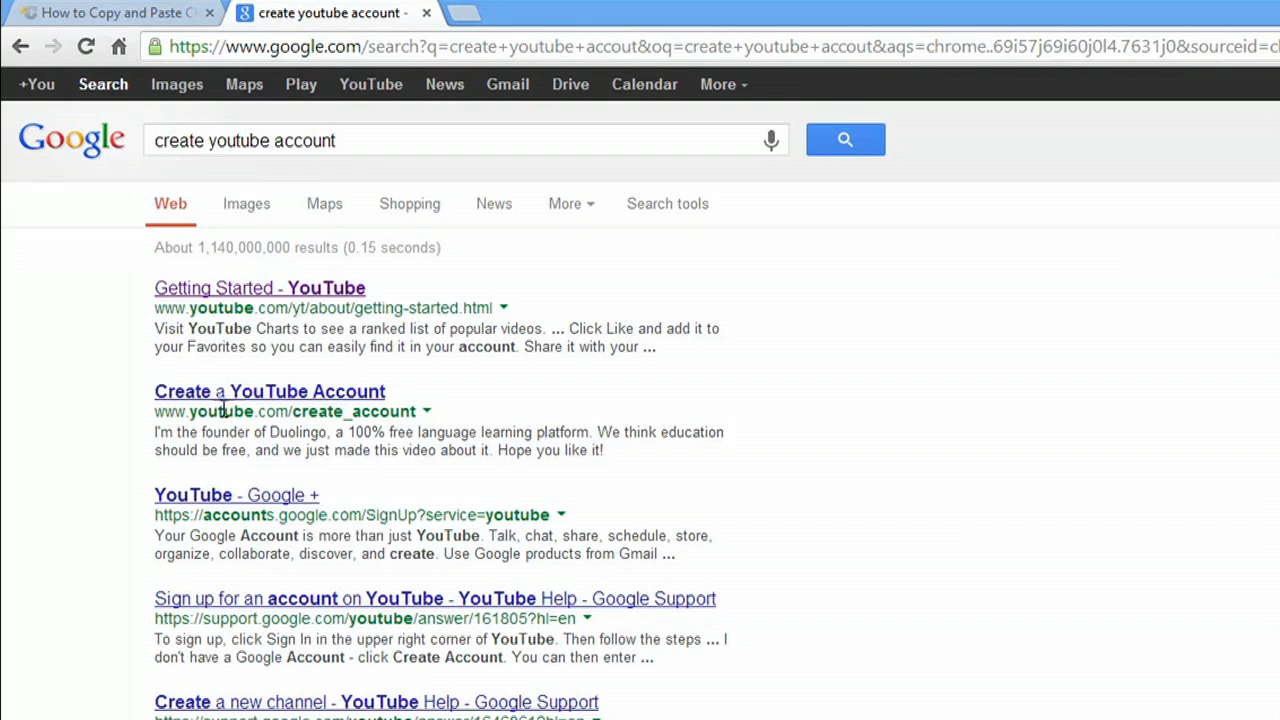 How to Copy and Paste C
create youtube account -
https://www.google.com/search?q=create+youtube+accout&oq=create+youtube+accout&aqs=chrome..69i57j69i60j0l4.7631j0&sourceid=c
+You Search Images Maps Play YouTube News Gmail Drive Calendar More
Google
create youtube account
Web Images Maps Shopping News More Search tools
About 1,140,000,000 results (0.15 seconds)
Getting Started - YouTube
www.youtube.com/yt/about/getting-started.html
Visit YouTube Charts to see a ranked list of popular videos. ... Click Like and add it to
your Favorites so you can easily find it in your account. Share it with your ...
Create a YouTube Account
www.youtube.com/create_account
I'm the founder of Duolingo, a 100% free language learning platform. We think education
should be free, and we just made this video about it. Hope you like it!
YouTube - Google +
https://accounts.google.com/SignUp?service=youtube
Your Google Account is more than just YouTube. Talk, chat, share, schedule, store,
organize, collaborate, discover, and create. Use Google products from Gmail ...
Sign up for an account on YouTube - YouTube Help - Google Support
https://support.google.com/youtube/answer/161805?hl=en
To sign up, click Sign In in the upper right corner of YouTube. Then follow the steps ... I
don't have a Google Account - click Create Account. You can then enter ...
Create a new channel - YouTube Help - Google Support